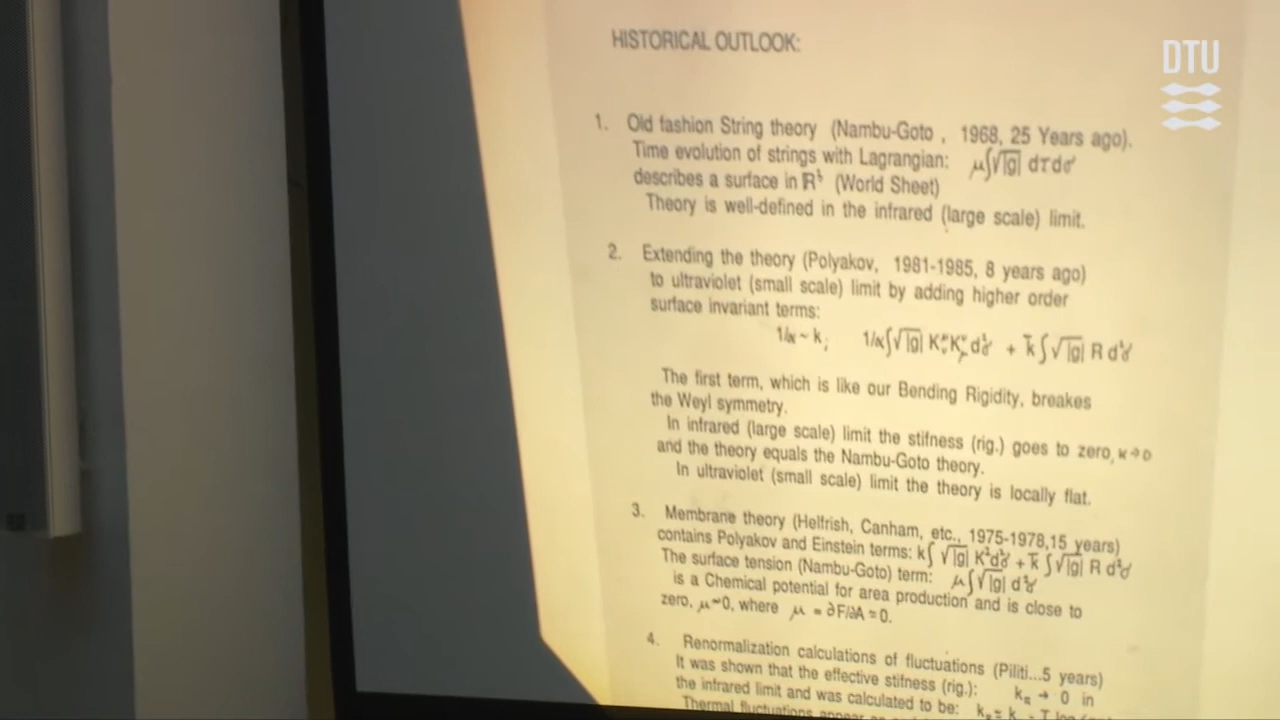 HISTORICAL OUTLOOK:
DTU
1. Old fashion String theory (Nambu-Goto , 1968, 25 Years ago).
Time evolution of strings with Lagrangian: μ∫√|g| dτdσ
describes a surface in (World Sheet)
Theory is well-defined in the infrared (large scale) limit.
2. Extending the theory (Polyakov, 1981-1985, 8 years ago)
to ultraviolet (small scale) limit by adding higher order
surface invariant terms:
1/α ~ k;
The first term, which is like our Bending Rigidity, breakes
the Weyl symmetry.
In infrared (large scale) limit the stifness (rig.) goes to zero, κ→0
and the theory equals the Nambu-Goto theory.
In ultraviolet (small scale) limit the theory is locally flat.
3. Membrane theory (Helfrish, Canham, etc., 1975-1978,15 years)
contains Polyakov and Einstein terms:
The surface tension (Nambu-Goto) term:
is a Chemical potential for area production and is close to
zero, μ~0, where μ = ∂F/∂A ≈ 0.
4. Renormalization calculations of fluctuations (Piliti...5 years)
It was shown that the effective stifness (rig.): → 0 in
the infrared limit and was calculated to be:
Thermal fluctuations appear